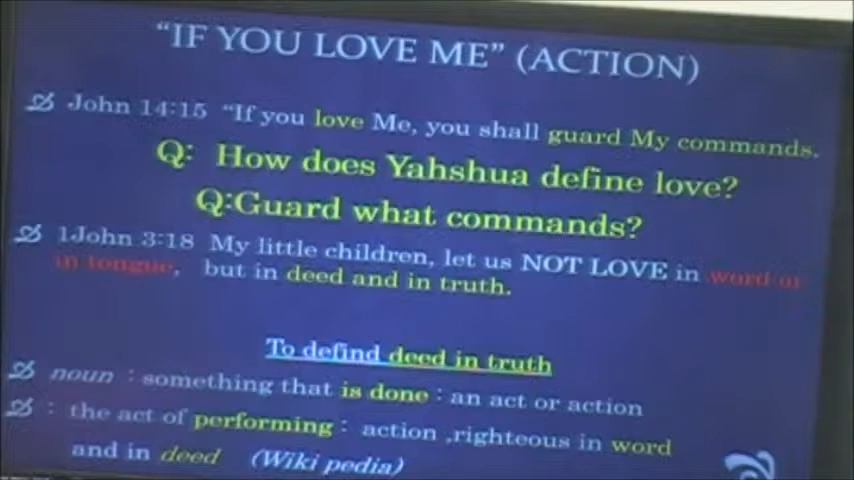 "IF YOU LOVE ME" (ACTION)
John 14:15 "If you love Me, you shall guard My commands.
Q: How does Yahshua define love?
Q:Guard what commands?
1John 3:18 My little children, let us NOT LOVE in word or
in tongue, but in deed and in truth.
To defind deed in truth
noun : something that is done : an act or action
: the act of performing : action ,righteous in word
and in deed (Wiki pedia)